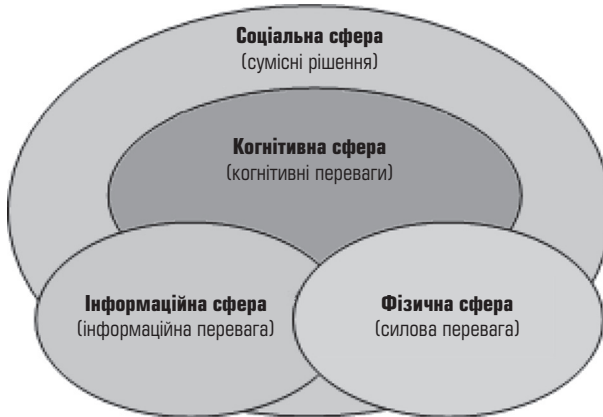 Соціальна сфера
(сумісні рішення)
Когнітивна сфера
(когнітивні переваги)
Інформаційна сфера
(інформаційна перевага)
Фізична сфера
(силова перевага)